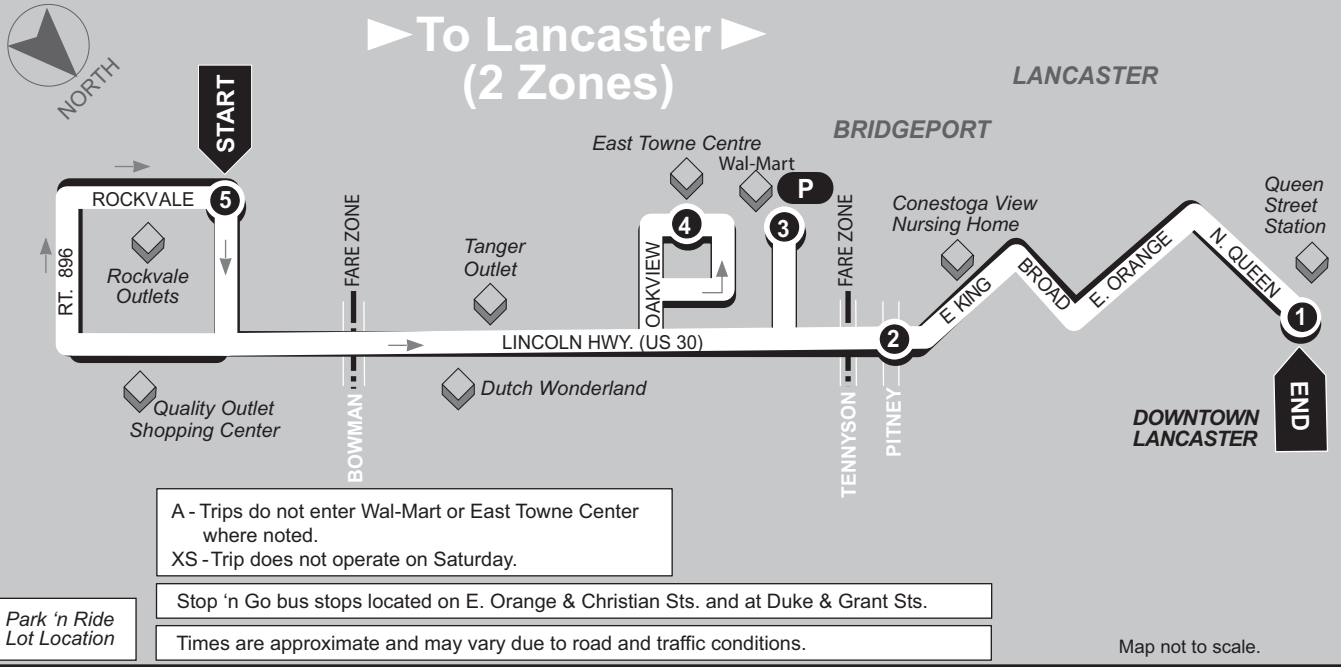 To Lancaster
(2 Zones)
NORTH
LANCASTER
BRIDGEPORT
START
East Towne Centre
Wal-Mart
P
Queen
Street
Station
ROCKVALE
5
4
3
Conestoga View
Nursing Home
FARE ZONE
FARE ZONE
Tanger
Outlet
Rockvale
Outlets
RT. 896
OAKVIEW
E KING
BROAD
E. ORANGE
N. QUEEN
1
2
LINCOLN HWY. (US 30)
Dutch Wonderland
Quality Outlet
Shopping Center
BOWMAN
TENNYSON
PITNEY
END
DOWNTOWN
LANCASTER
A - Trips do not enter Wal-Mart or East Towne Center
where noted.
XS - Trip does not operate on Saturday.
Stop 'n Go bus stops located on E. Orange & Christian Sts. and at Duke & Grant Sts.
Park 'n Ride
Lot Location
Times are approximate and may vary due to road and traffic conditions.
Map not to scale.